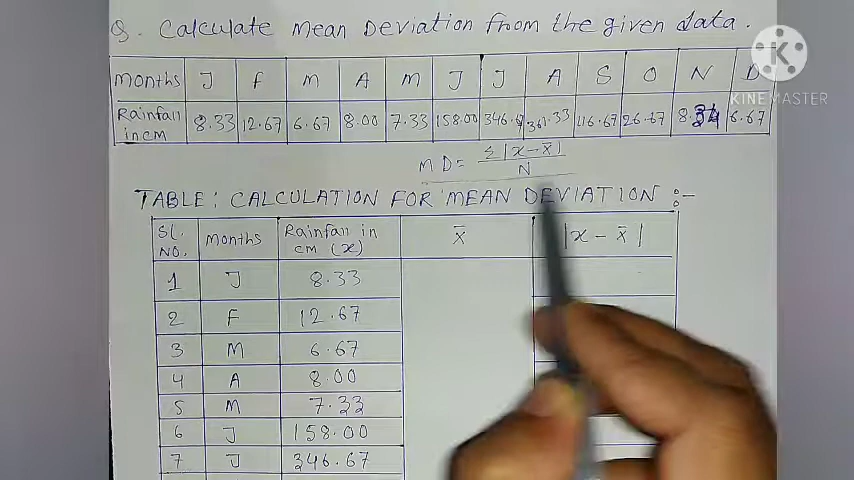 Q. Calculate mean Deviation from the given data.
KINEMASTER
Months J F M A M J J A S O N D
Rainfall in cm 8.33 12.67 6.67 8.00 7.33 158.00 346.67 361.33 116.67 26.67 6.67
MD= Σ|x-x̄|
N
TABLE: CALCULATION FOR MEAN DEVIATION :-
SL. NO. Months Rainfall in cm (x) x̄ |x - x̄|
1 J 8.33
2 F 12.67
3 M 6.67
4 A 8.00
5 M 7.33
6 J 158.00
7 J 346.67